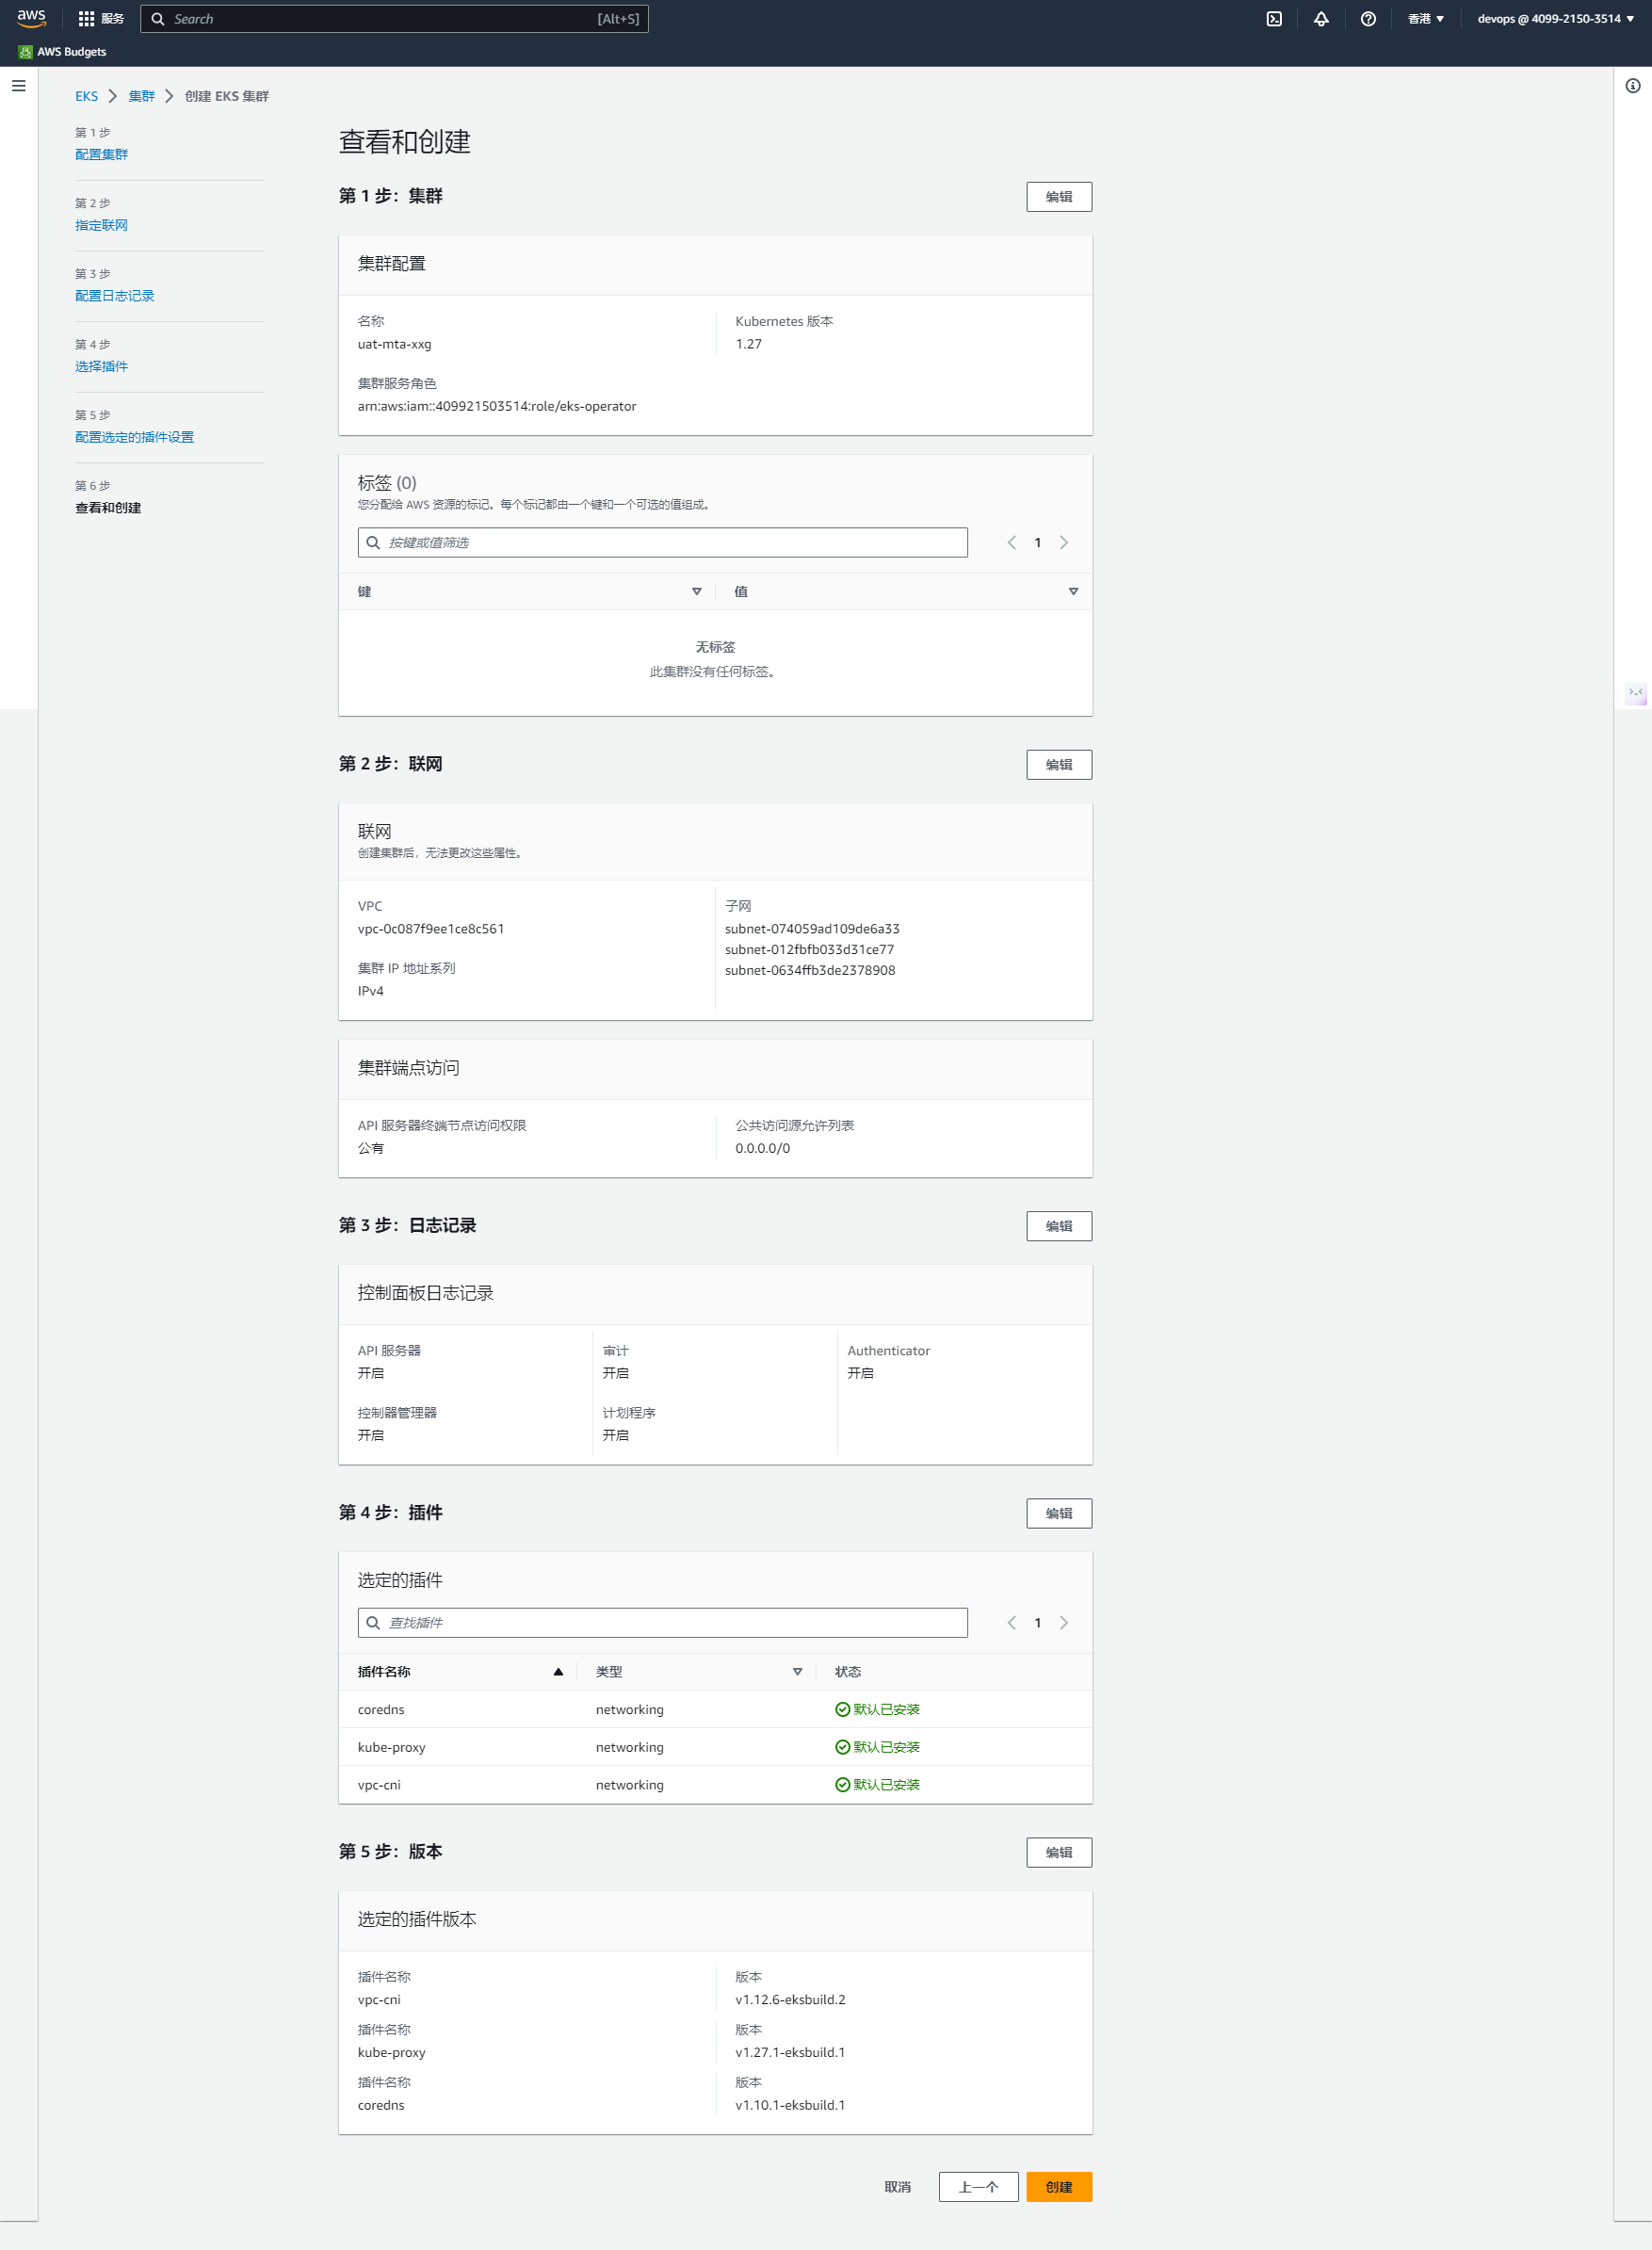 aws
服务
Search
[Alt+S]
香港
devops @ 4099-2150-3514
AWS Budgets
EKS
集群
创建 EKS 集群
第 1 步
配置集群
第 2 步
指定联网
第 3 步
配置日志记录
第 4 步
选择插件
第 5 步
配置选定的插件设置
第 6 步
查看和创建
查看和创建
第 1 步：集群
编辑
集群配置
名称
uat-mta-xxg
Kubernetes 版本
1.27
集群服务角色
arn:aws:iam::409921503514:role/eks-operator
标签 (0)
您分配给 AWS 资源的标记。每个标记都由一个键和一个可选的值组成。
按键或值筛选
1
键
值
无标签
此集群没有任何标签。
第 2 步：联网
编辑
联网
创建集群后，无法更改这些属性。
VPC
vpc-0c087f9ee1ce8c561
集群 IP 地址系列
IPv4
子网
subnet-074059ad109de6a33
subnet-012fbfb033d31ce77
subnet-0634ffb3de2378908
集群端点访问
API 服务器终端节点访问权限
公有
公共访问源允许列表
0.0.0.0/0
第 3 步：日志记录
编辑
控制面板日志记录
API 服务器
开启
审计
开启
Authenticator
开启
控制器管理器
开启
计划程序
开启
第 4 步：插件
编辑
选定的插件
查找插件
1
插件名称
类型
状态
coredns
networking
默认已安装
kube-proxy
networking
默认已安装
vpc-cni
networking
默认已安装
第 5 步：版本
编辑
选定的插件版本
插件名称
vpc-cni
版本
v1.12.6-eksbuild.2
插件名称
kube-proxy
版本
v1.27.1-eksbuild.1
插件名称
coredns
版本
v1.10.1-eksbuild.1
取消
上一个
创建